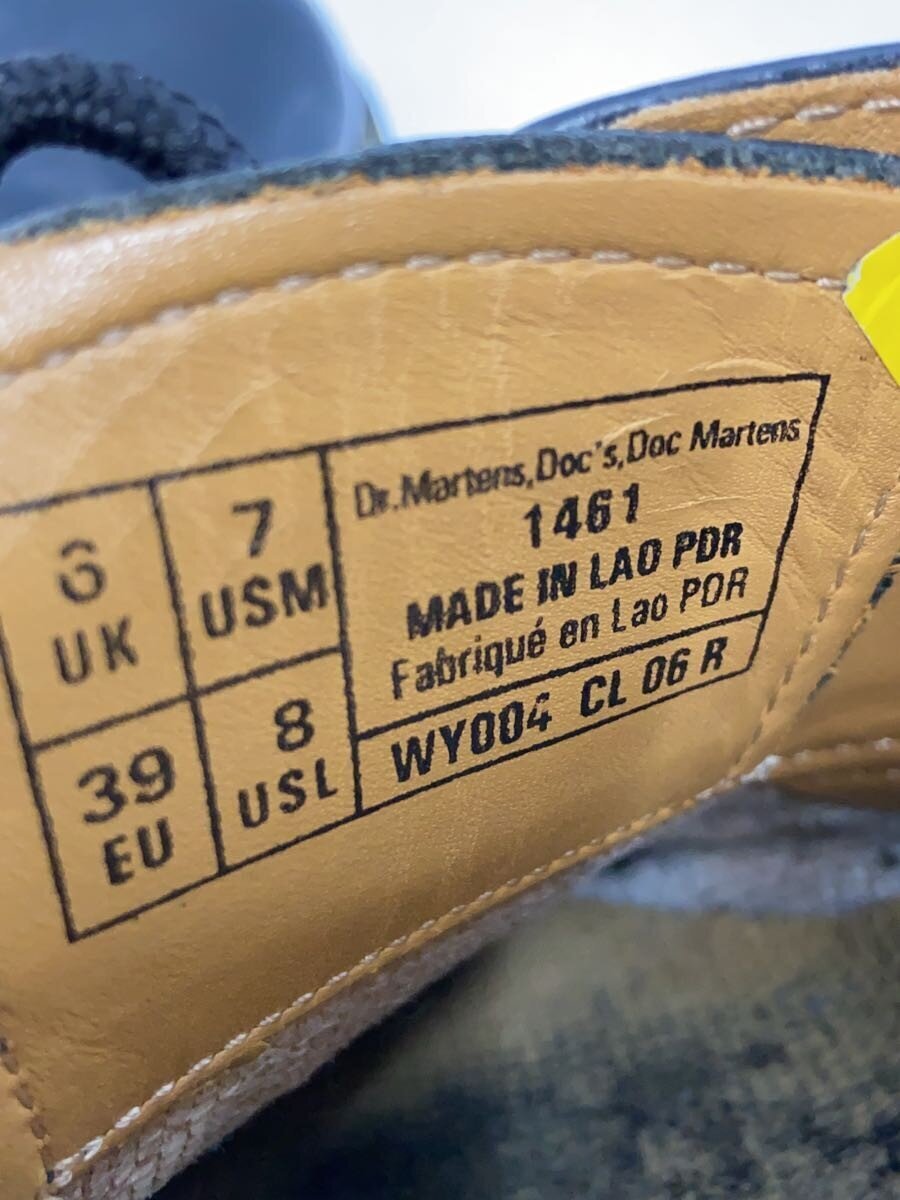 6
UK
7
USM
39
EU
8
USL
Dr.Martens,Doc's,Doc Martens
1461
MADE IN LAO PDR
Fabriqué en Lao PDR
WY004 CL 06 R